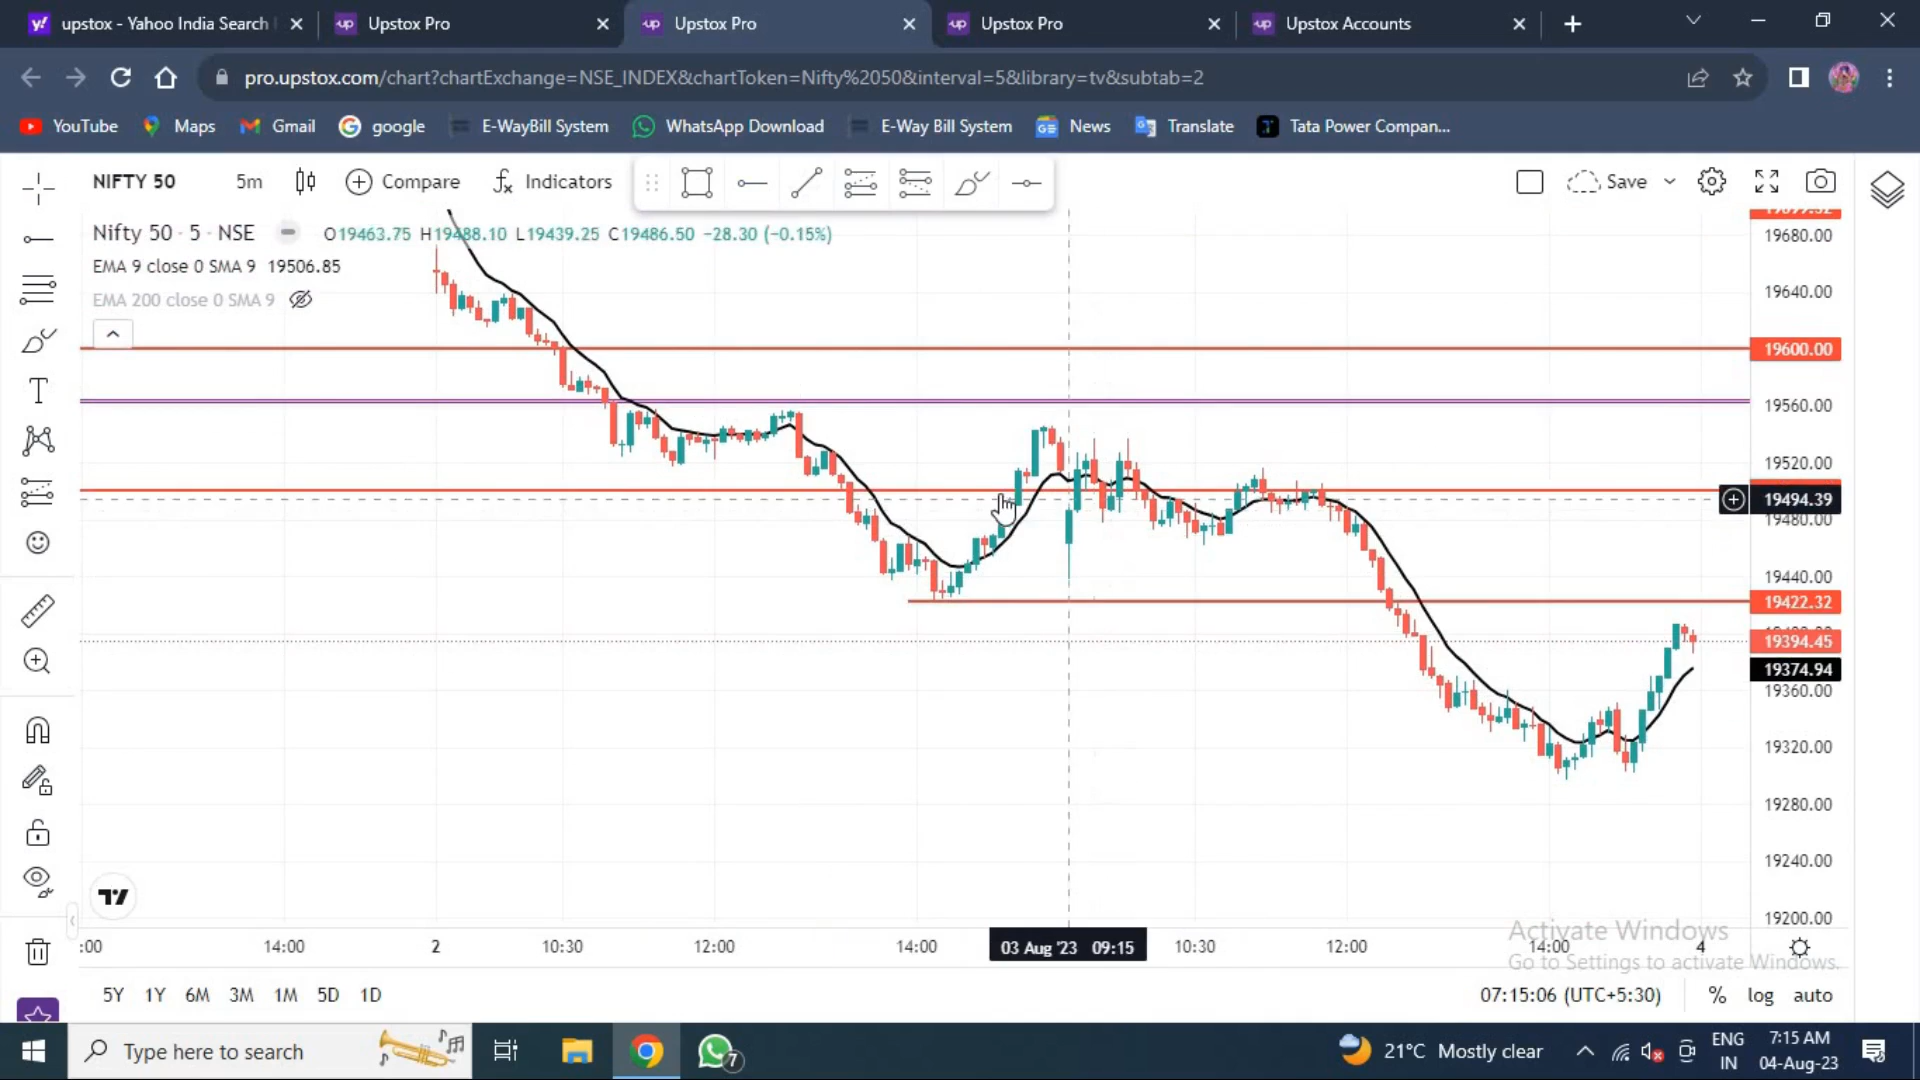 upstox - Yahoo India Search
Upstox Pro
Upstox Pro
Upstox Pro
Upstox Accounts
pro.upstox.com/chart?chartExchange=NSE_INDEX&chartToken=Nifty%2050&interval=5&library=tv&subtab=2
YouTube Maps Gmail google E-WayBill System WhatsApp Download E-Way Bill System News Translate Tata Power Compan...
NIFTY 50 5m Compare Indicators Save
Nifty 50 · 5 · NSE O19463.75 H19488.10 L19439.25 C19486.50 −28.30 (−0.15%)
EMA 9 close 0 SMA 9 19506.85
EMA 200 close 0 SMA 9
19680.00
19640.00
19600.00
19560.00
19520.00
19494.39
19480.00
19440.00
19422.32
19394.45
19374.94
19360.00
19320.00
19280.00
19240.00
19200.00
:00 14:00 2 10:30 12:00 14:00 03 Aug '23 09:15 10:30 12:00 14:00 4
Activate Windows
Go to Settings to activate Windows.
5Y 1Y 6M 3M 1M 5D 1D 07:15:06 (UTC+5:30) % log auto
Type here to search
7
21°C Mostly clear
ENG
IN
7:15 AM
04-Aug-23